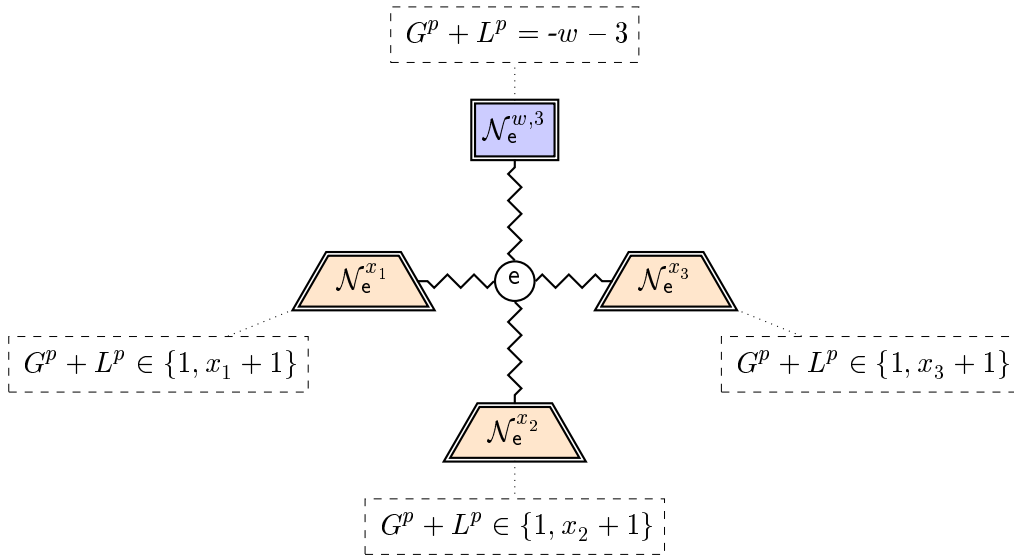 G^p + L^p = -w − 3
𝒩_e^{w,3}
𝒩_e^{x_1}
e
𝒩_e^{x_3}
G^p + L^p ∈ {1, x_1 + 1}
G^p + L^p ∈ {1, x_3 + 1}
𝒩_e^{x_2}
G^p + L^p ∈ {1, x_2 + 1}